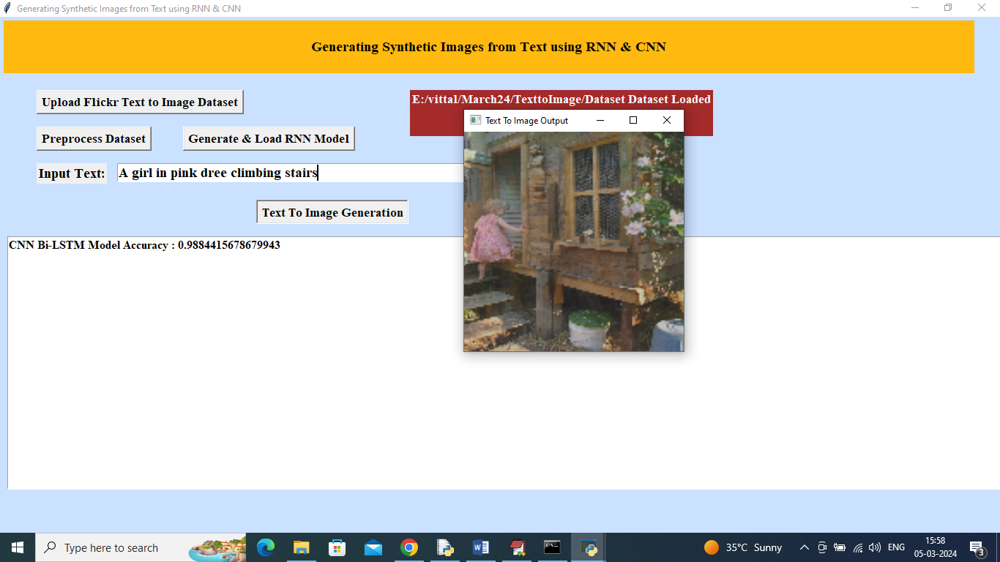 Generating Synthetic Images from Text using RNN & CNN
Generating Synthetic Images from Text using RNN & CNN
Upload Flickr Text to Image Dataset
E:/vittal/March24/TexttoImage/Dataset Dataset Loaded
Text To Image Output
Preprocess Dataset
Generate & Load RNN Model
Input Text:
A girl in pink dree climbing stairs
Text To Image Generation
CNN Bi-LSTM Model Accuracy : 0.9884415678679943
Type here to search
35°C Sunny
ENG
15:58
05-03-2024
3